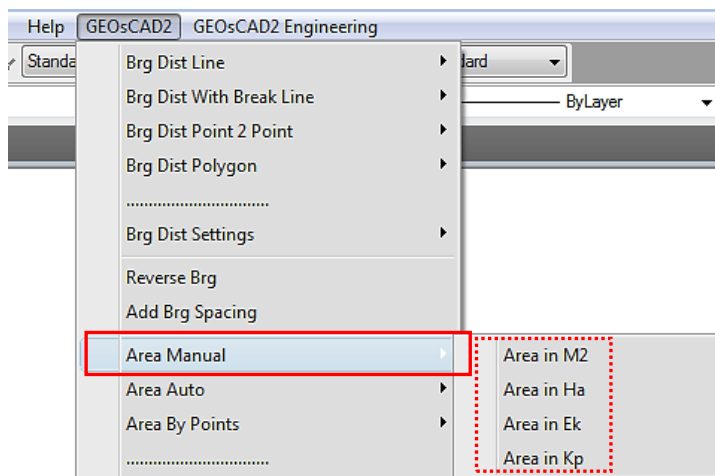 Help GEOsCAD2 GEOsCAD2 Engineering
Standa
dard
Brg Dist Line
Brg Dist With Break Line
ByLayer
Brg Dist Point 2 Point
Brg Dist Polygon
................................
Brg Dist Settings
Reverse Brg
Add Brg Spacing
Area Manual
Area in M2
Area Auto
Area in Ha
Area By Points
Area in Ek
................................
Area in Kp